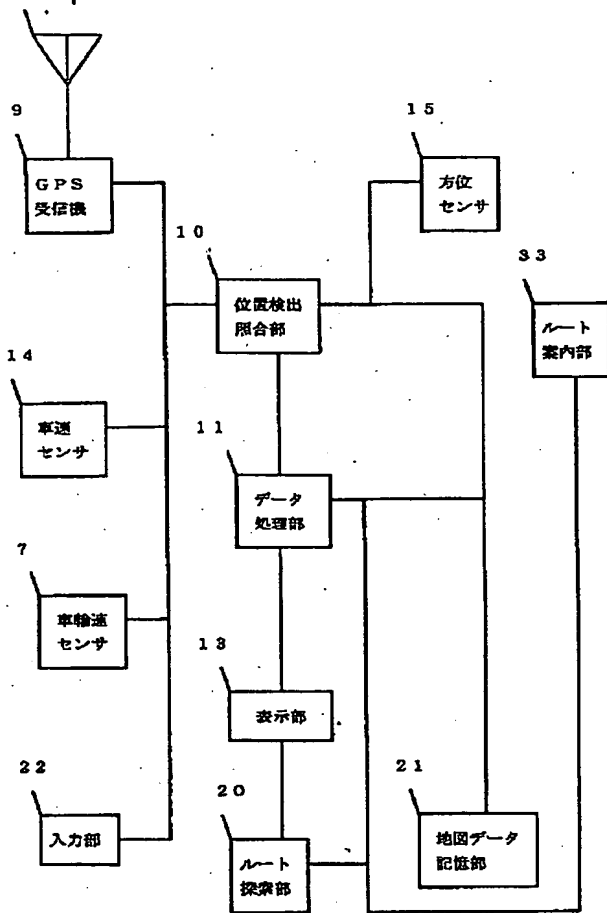 9
GPS
受信機
15
方位
センサ
10
位置検出
照合部
33
ルート
案内部
14
車速
センサ
11
データ
処理部
7
車輪速
センサ
13
表示部
22
入力部
20
ルート
探索部
21
地図データ
記憶部